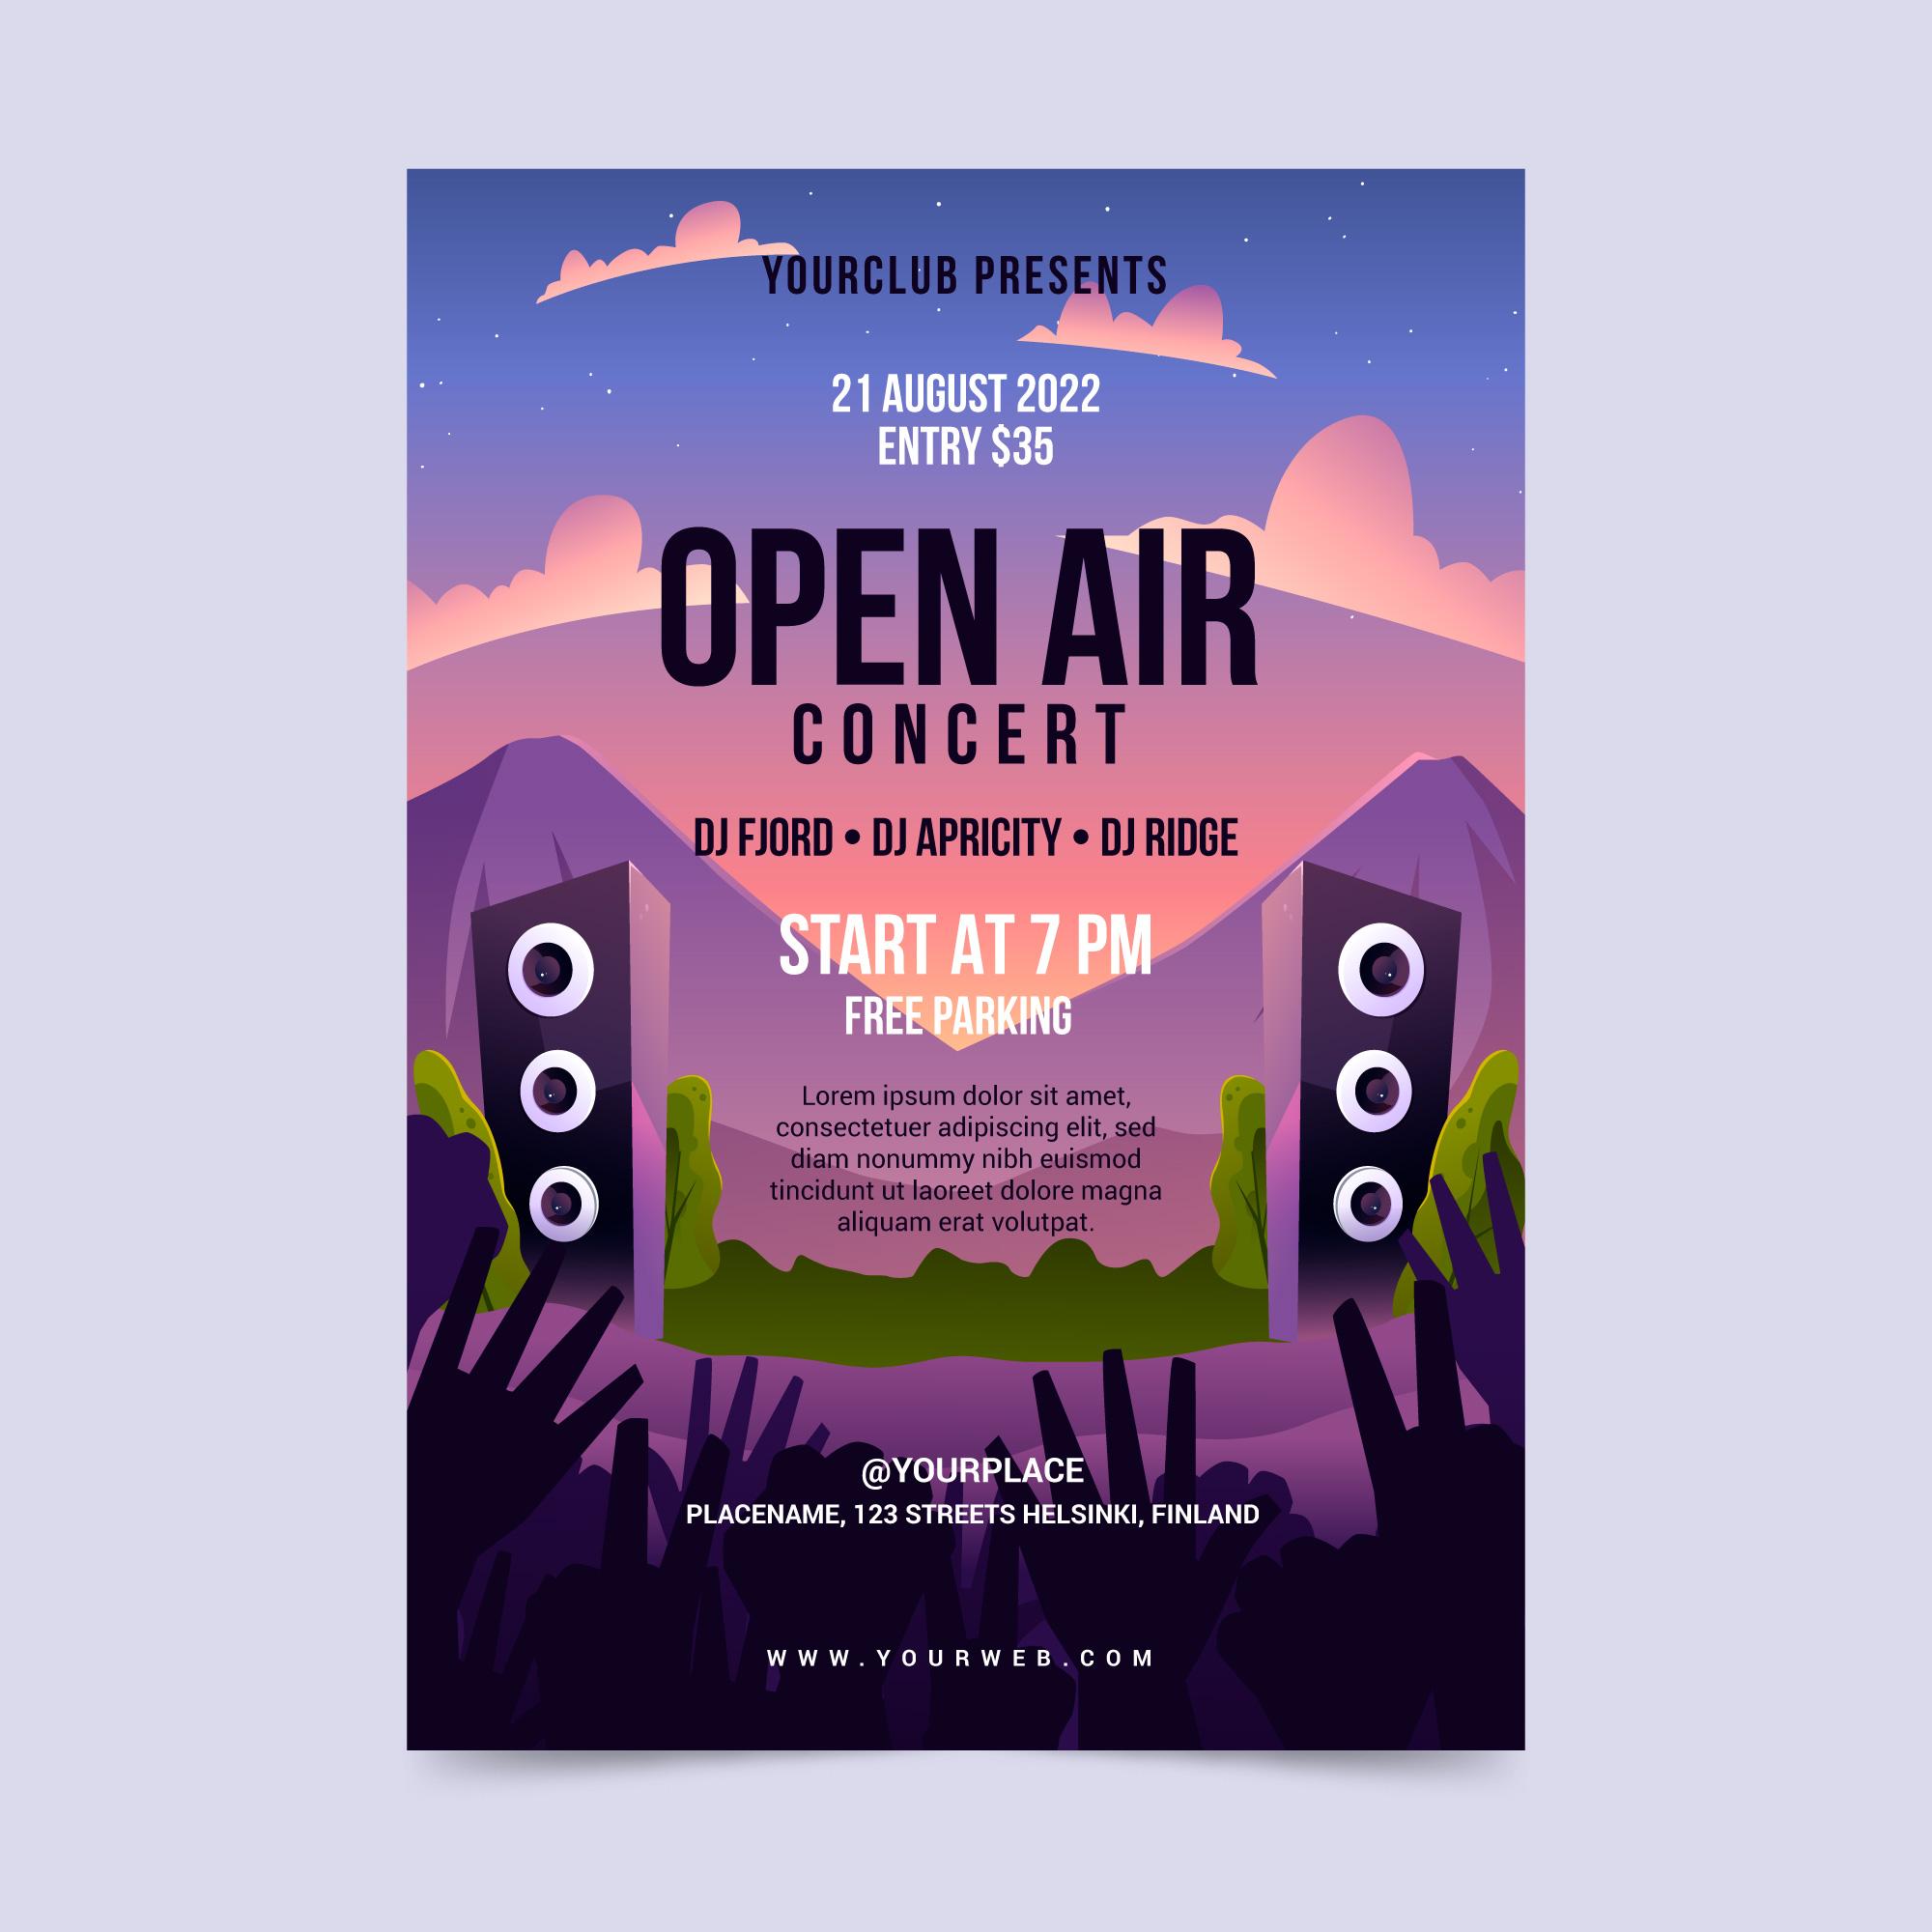 YOURCLUB PRESENTS
21 AUGUST 2022
ENTRY $35
OPEN AIR
CONCERT
DJ FJORD • DJ APRICITY • DJ RIDGE
START AT 7 PM
FREE PARKING
Lorem ipsum dolor sit amet,
consectetuer adipiscing elit, sed
diam nonummy nibh euismod
tincidunt ut laoreet dolore magna
aliquam erat volutpat.
@YOURPLACE
PLACENAME, 123 STREETS HELSINKI, FINLAND
WWW.YOURWEB.COM